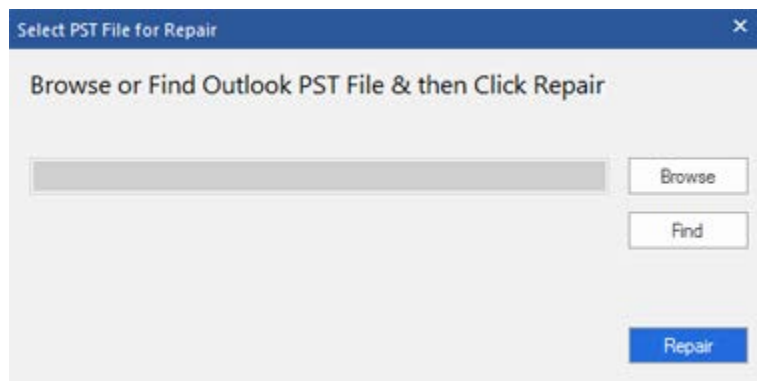 Select PST File for Repair
Browse or Find Outlook PST File & then Click Repair
Browse
Find
Repair